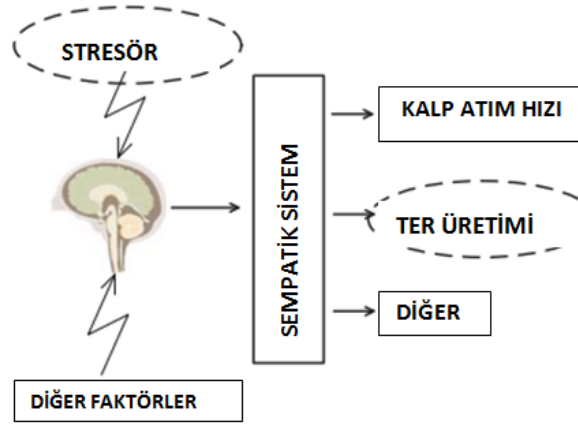 STRESÖR
KALP ATIM HIZI
SEMPATİK SİSTEM
TER ÜRETİMİ
DİĞER
DİĞER FAKTÖRLER